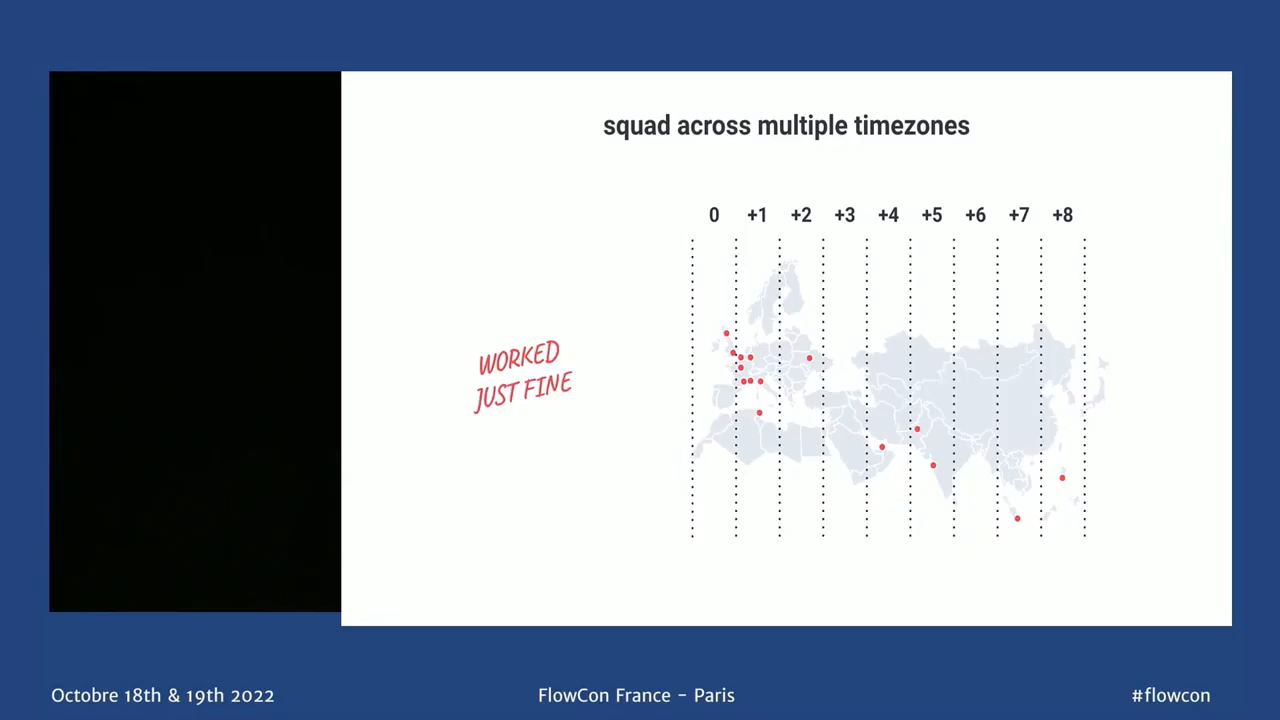 squad across multiple timezones
0 +1 +2 +3 +4 +5 +6 +7 +8
WORKED
JUST FINE
Octobre 18th & 19th 2022
FlowCon France - Paris
#flowcon